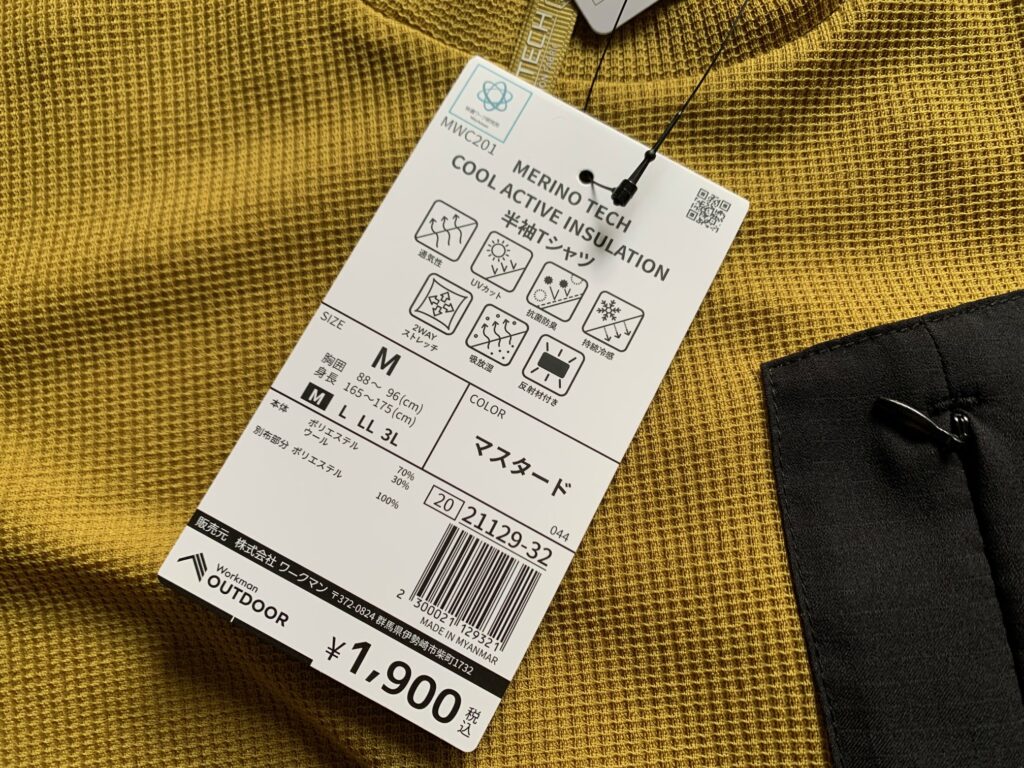 TECH
MWC201
MERINO TECH
COOL ACTIVE INSULATION
半袖Tシャツ
通気性
UVカット
抗菌防臭
持続冷感
2WAY
ストレッチ
吸放湿
反射材付き
SIZE
M
胸囲 88〜 96(cm)
身長 165〜175(cm)
M L LL 3L
COLOR
マスタード
本体 ポリエステル 70%
ウール 30%
別布部分 ポリエステル 100%
044
20 21129-32
2 300021 129321
MADE IN MYANMAR
販売元 株式会社 ワークマン 〒372-0824 群馬県伊勢崎市柴町1732
Workman
OUTDOOR
¥1,900 税込